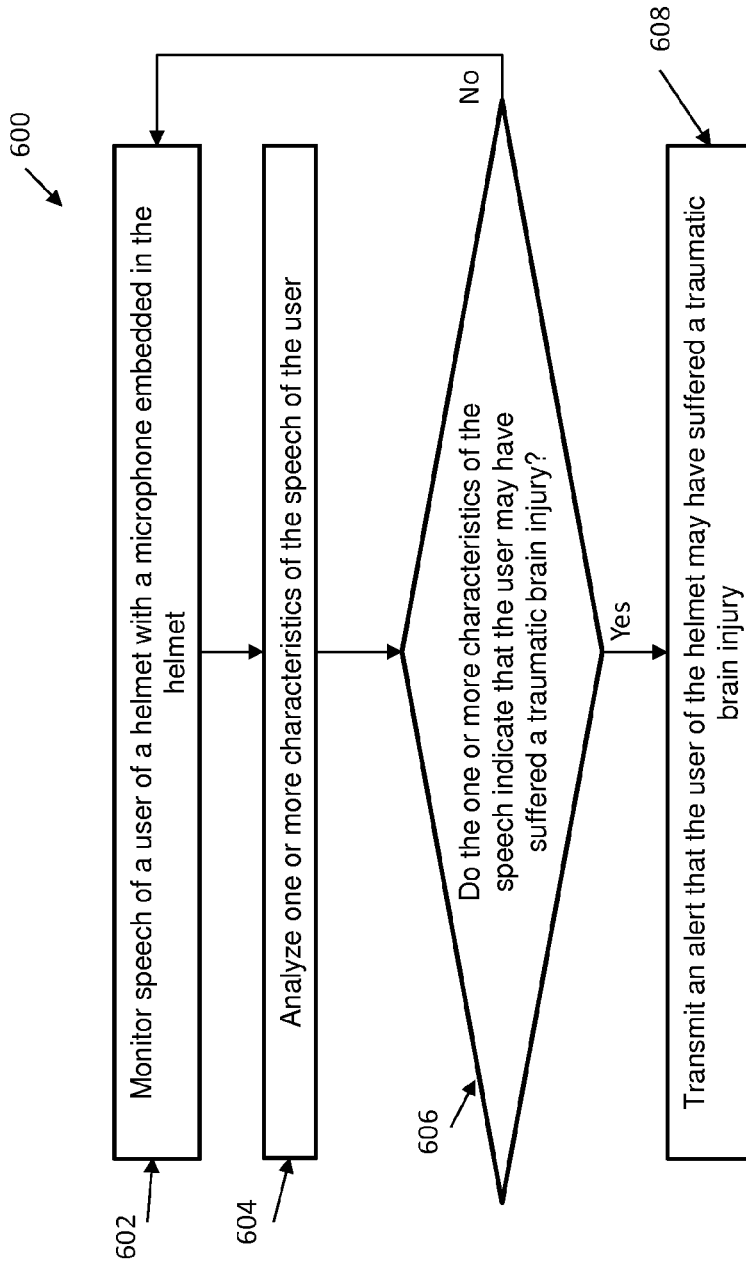 600
602
Monitor speech of a user of a helmet with a microphone embedded in the
helmet
604
Analyze one or more characteristics of the speech of the user
606
Do the one or more characteristics of the
speech indicate that the user may have
suffered a traumatic brain injury?
No
Yes
608
Transmit an alert that the user of the helmet may have suffered a traumatic
brain injury